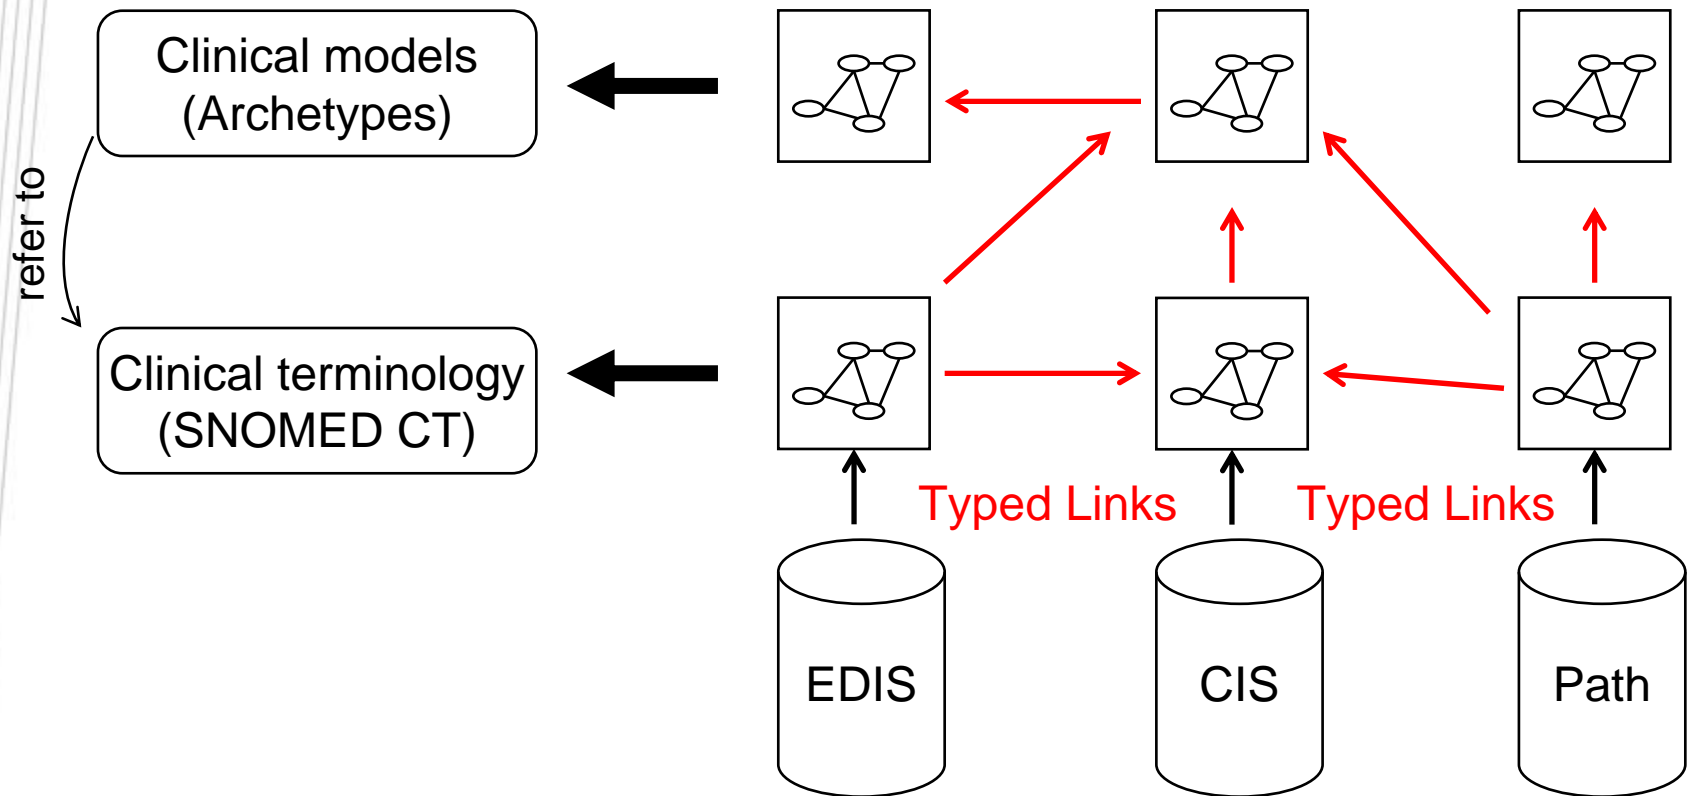 Clinical models
(Archetypes)
refer to
Clinical terminology
(SNOMED CT)
Typed Links
Typed Links
EDIS
CIS
Path